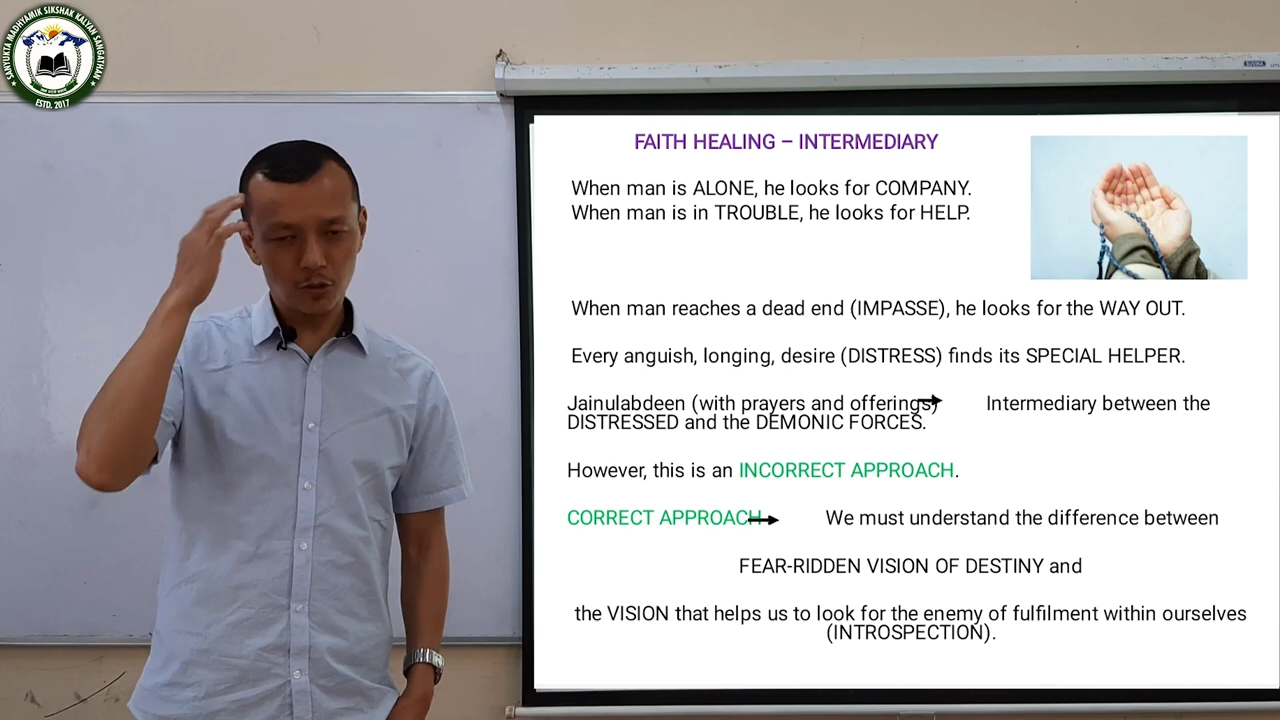 SANYUKTA MADHYAMIK SIKSHAK KALYAN SANGATHAN
ESTD. 2017
FAITH HEALING – INTERMEDIARY
When man is ALONE, he looks for COMPANY.
When man is in TROUBLE, he looks for HELP.
When man reaches a dead end (IMPASSE), he looks for the WAY OUT.
Every anguish, longing, desire (DISTRESS) finds its SPECIAL HELPER.
Jainulabdeen (with prayers and offerings) Intermediary between the
DISTRESSED and the DEMONIC FORCES.
However, this is an INCORRECT APPROACH.
CORRECT APPROACH We must understand the difference between
FEAR-RIDDEN VISION OF DESTINY and
the VISION that helps us to look for the enemy of fulfilment within ourselves
(INTROSPECTION).